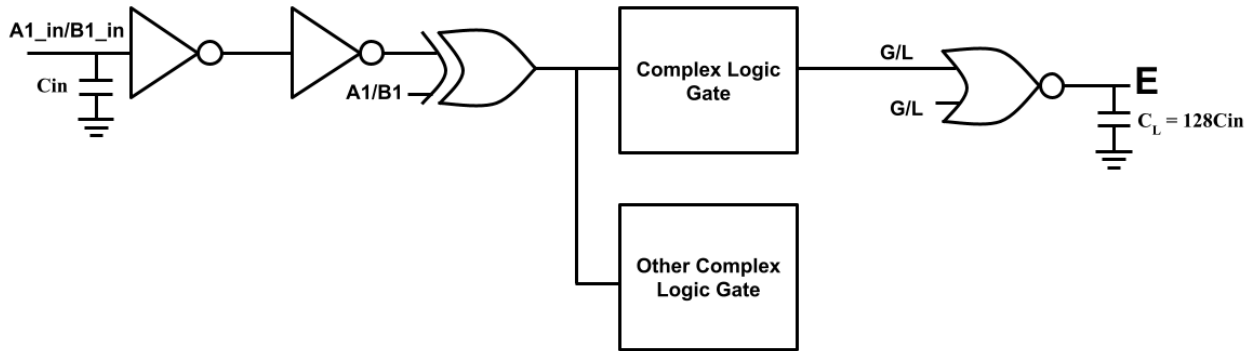 A1_in/B1_in
Cin
A1/B1
Complex Logic
Gate
G/L
G/L
E
C_L = 128Cin
Other Complex
Logic Gate